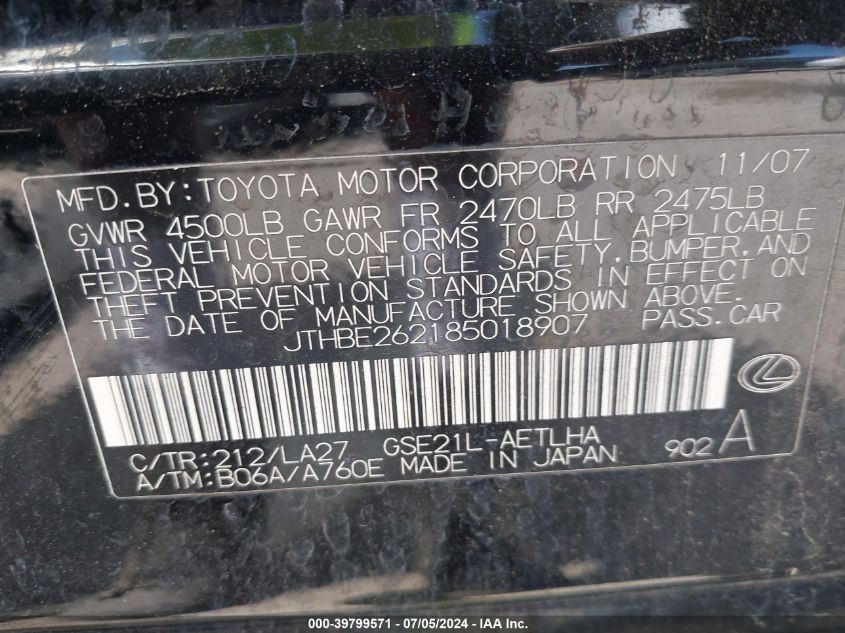 MFD. BY: TOYOTA MOTOR CORPORATION 11/07
GVWR 4500LB GAWR FR 2470LB RR 2475LB
THIS VEHICLE CONFORMS TO ALL APPLICABLE
FEDERAL MOTOR VEHICLE SAFETY, BUMPER, AND
THEFT PREVENTION STANDARDS IN EFFECT ON
THE DATE OF MANUFACTURE SHOWN ABOVE.
JTHBE262185018907 PASS. CAR
C/TR: 212/LA27 GSE21L-AETLHA
A/TM: B06A/A760E MADE IN JAPAN 902 A
000-39799571 / 07/05/2024 - IAA Inc.